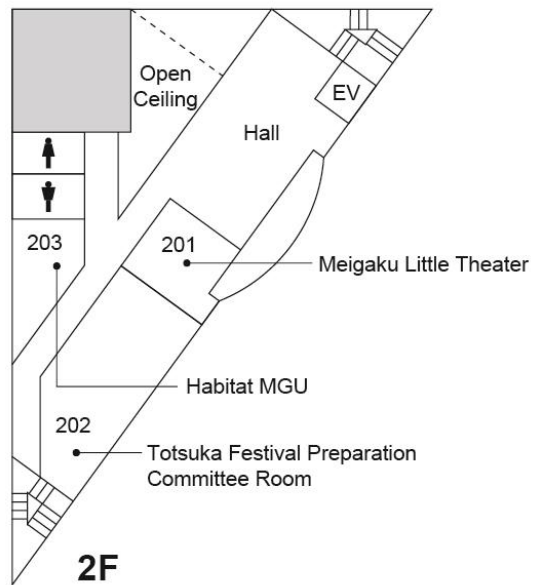 Open
Ceiling
EV
Hall
203
201
Meigaku Little Theater
Habitat MGU
202
Totsuka Festival Preparation
Committee Room
2F